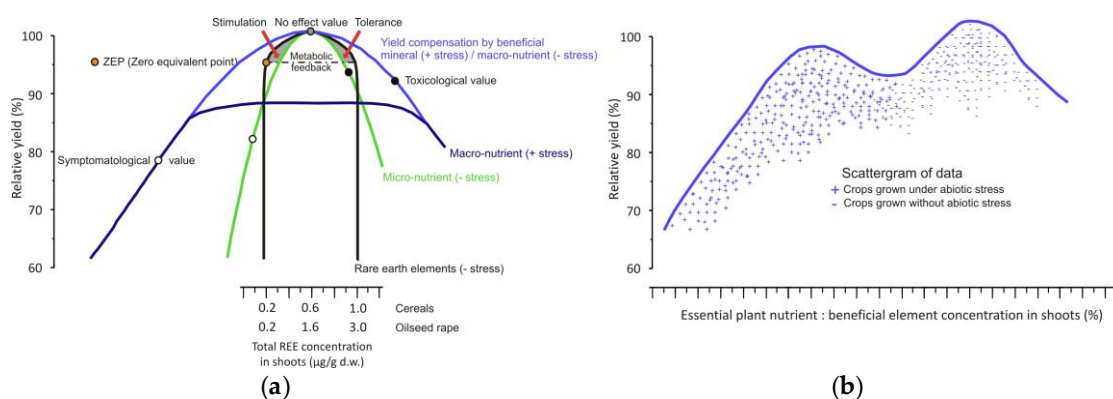 Stimulation
No effect value
Tolerance
100
ZEP (Zero equivalent point)
Metabolic
feedback
Yield compensation by beneficial
mineral (+ stress) / macro-nutrient (- stress)
Toxicological value
90
Relative yield (%)
80
Symptomatological value
Macro-nutrient (+ stress)
Micro-nutrient (- stress)
70
60
Rare earth elements (- stress)
0.2 0.6 1.0 Cereals
0.2 1.6 3.0 Oilseed rape
Total REE concentration
in shoots (µg/g d.w.)
(a)
100
90
Relative yield (%)
80
Scattergram of data
+ Crops grown under abiotic stress
- Crops grown without abiotic stress
70
60
Essential plant nutrient : beneficial element concentration in shoots (%)
(b)